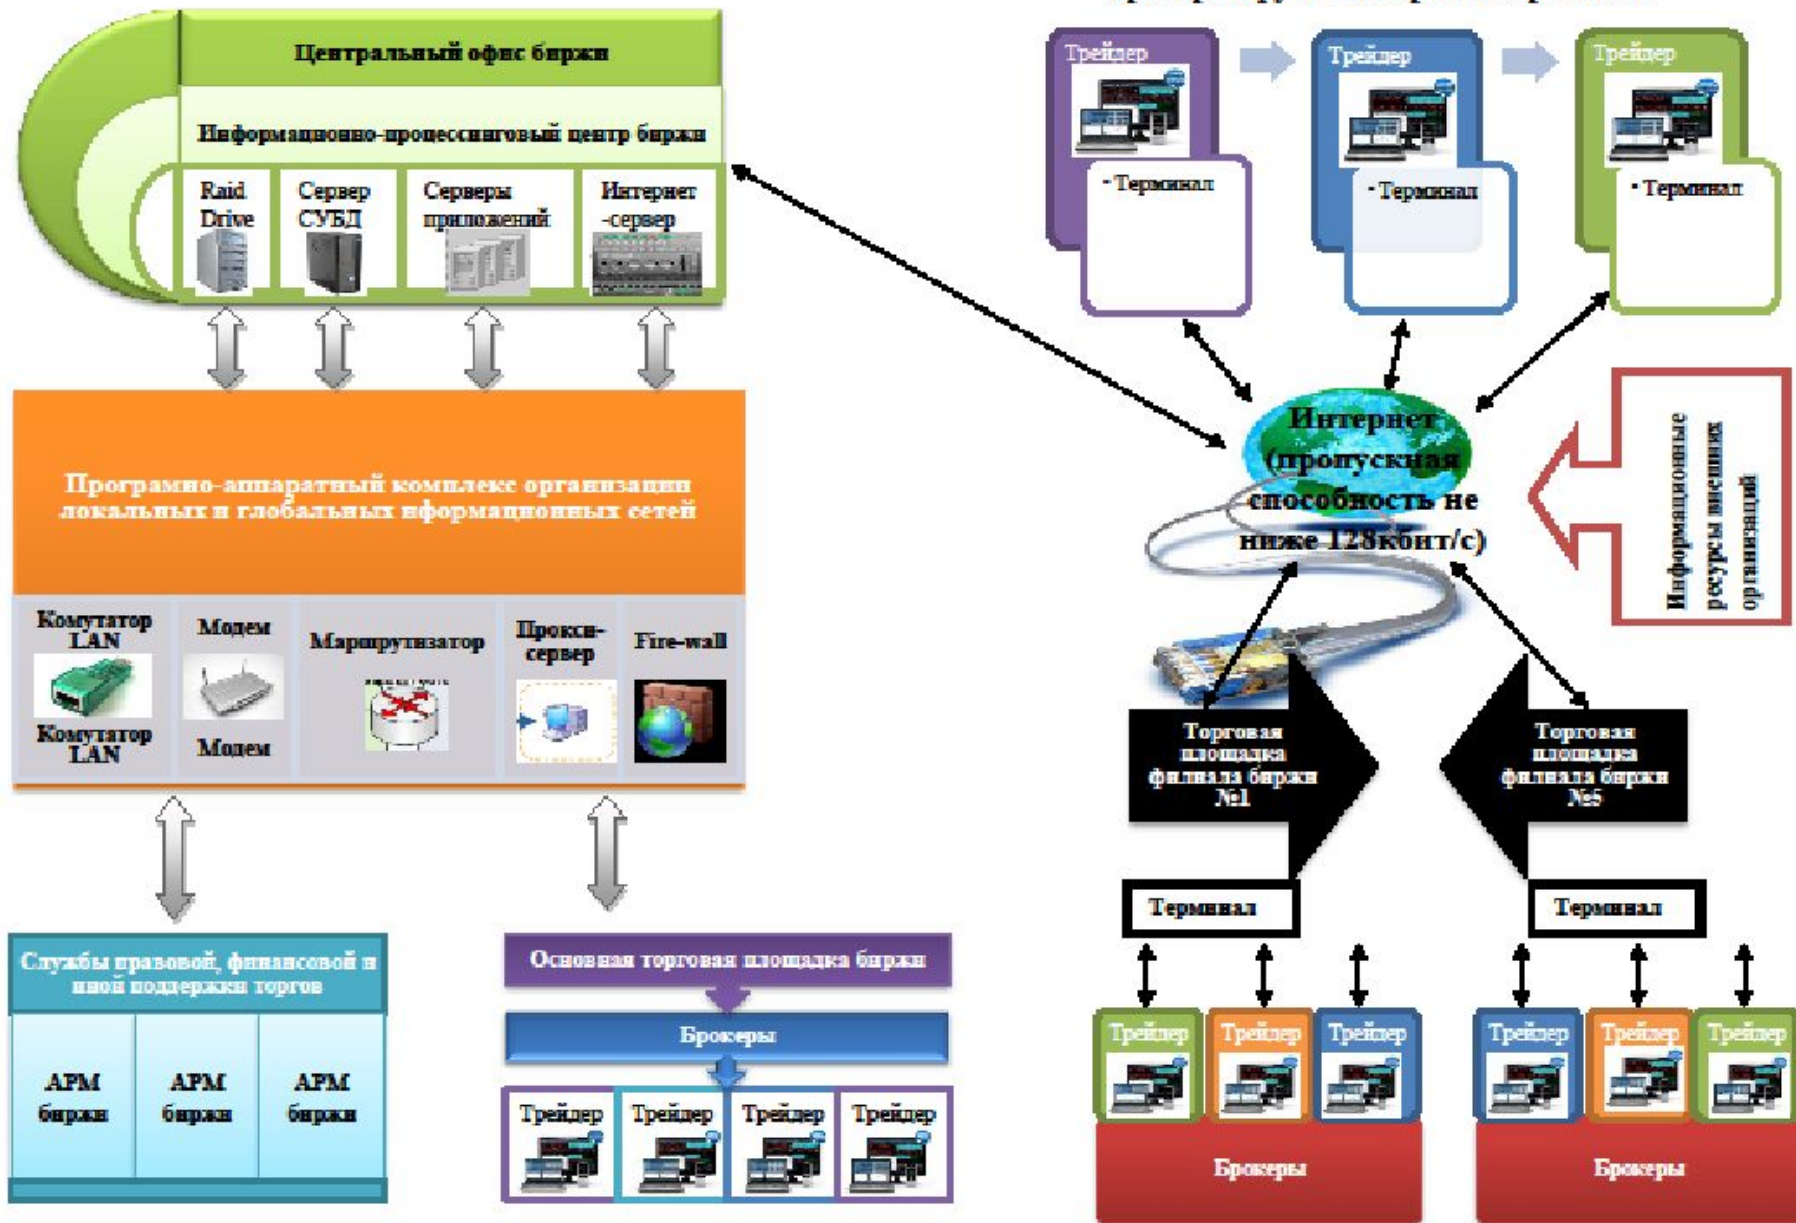 Центральный офис биржи
Информационно-процессинговый центр биржи
Raid
Drive
Сервер
СУБД
Серверы
приложений
Интернет
-сервер
Програмно-аппаратный комплекс организации
локальных и глобальных нформационных сетей
Комутатор
LAN
Комутатор
LAN
Модем
Модем
Маршрутизатор
Прокси-
сервер
Fire-wall
Службы правовой, финансовой и
иной поддержки торгов
АРМ
биржи
АРМ
биржи
АРМ
биржи
Основная торговая площадка биржи
Брокеры
Трейдер
Трейдер
Трейдер
Трейдер
Трейдер
• Терминал
Трейдер
• Терминал
Трейдер
• Терминал
Интернет
(пропускная
способность не
ниже 128кбит/с)
Информационные
ресурсы внешних
организаций
Торговая
площадка
филиала биржи
№1
Торговая
площадка
филиала биржи
№5
Терминал
Терминал
Трейдер
Трейдер
Трейдер
Брокеры
Трейдер
Трейдер
Трейдер
Брокеры